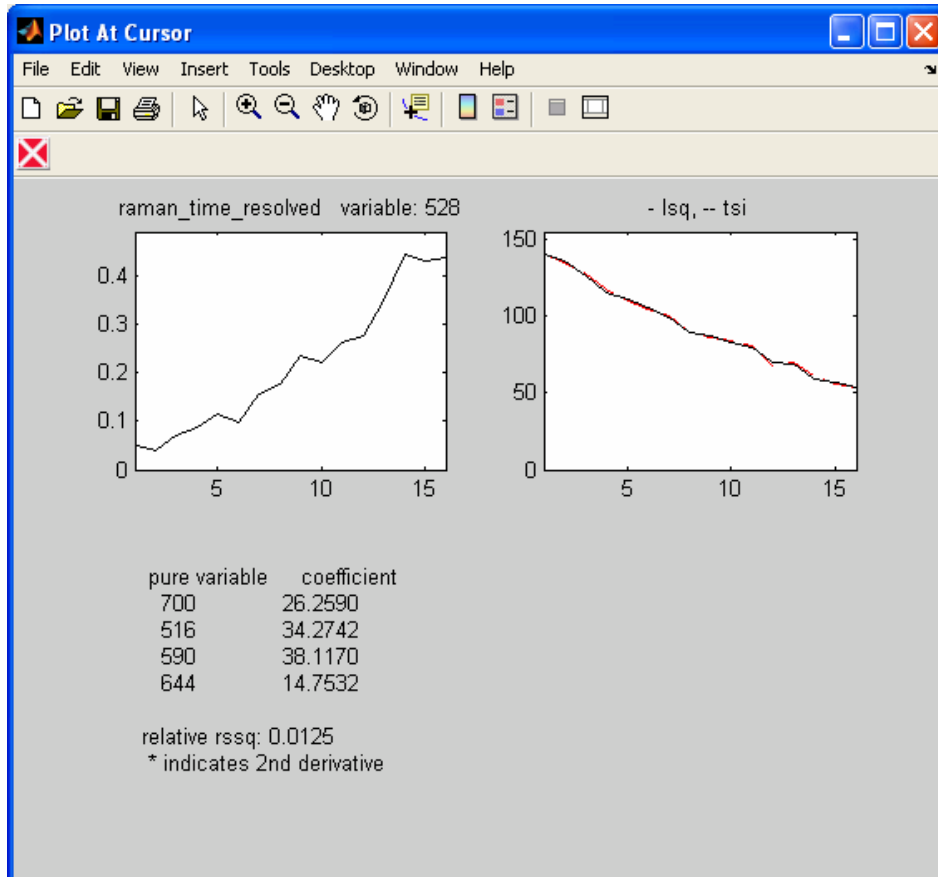 Plot At Cursor
File Edit View Insert Tools Desktop Window Help
raman_time_resolved variable: 528
0.4
0.3
0.2
0.1
0
5 10 15
- lsq, -- tsi
150
100
50
0
5 10 15
pure variable coefficient
700 26.2590
516 34.2742
590 38.1170
644 14.7532
relative rssq: 0.0125
* indicates 2nd derivative